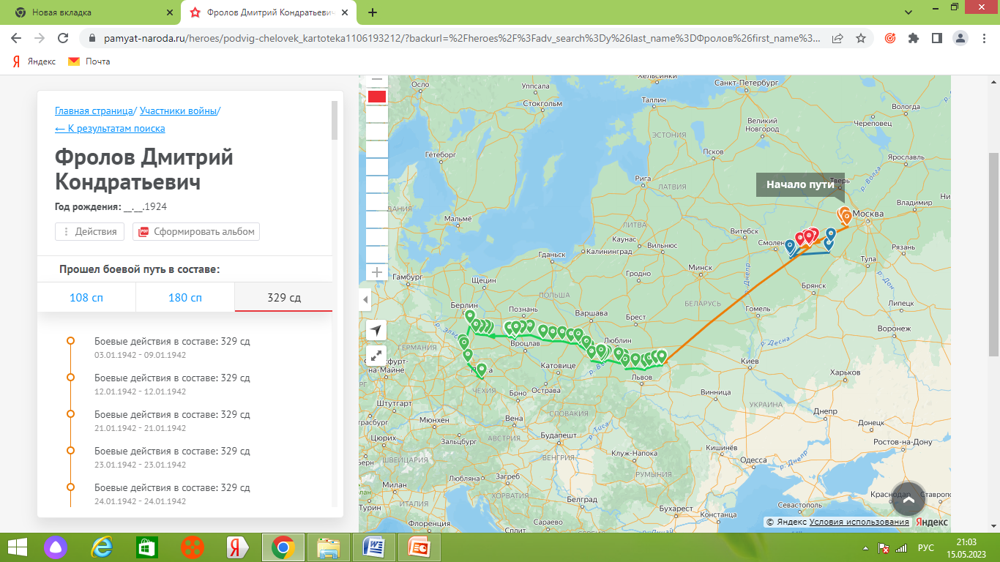 Новая вкладка
Фролов Дмитрий Кондратьевич
pamyat-naroda.ru/heroes/podvig-chelovek_kartoteka1106193212/?backurl=%2Fheroes%2F%3Fadv_search%3Dy%26last_name%3DФролов%26first_name%3...
Яндекс
Почта
Главная страница/ Участники войны/
← К результатам поиска
Фролов Дмитрий
Кондратьевич
Год рождения: __.__.1924
Действия
Сформировать альбом
Прошел боевой путь в составе:
108 сп
180 сп
329 сд
Боевые действия в составе: 329 сд
03.01.1942 - 09.01.1942
Боевые действия в составе: 329 сд
12.01.1942 - 12.01.1942
Боевые действия в составе: 329 сд
21.01.1942 - 21.01.1942
Боевые действия в составе: 329 сд
23.01.1942 - 23.01.1942
Боевые действия в составе: 329 сд
24.01.1942 - 24.01.1942
Хельсинки
Осло
Уппсала
Санкт-Петербург
Стокгольм
Таллин
Вологда
Великий
Новгород
Череповец
ЭСТОНИЯ
Гётеборг
Псков
Ярославль
Рига
ЛАТВИЯ
Тверь
р. Волга
Начало пути
Владимир
Москва
Мальмё
ЛИТВА
Витебск
Каунас
Смоленск
Вильнюс
Калининград
Рязань
Гданьск
Тула
Минск
Гродно
р. Днепр
р. Дон
Гамбург
Щецин
Брянск
ПОЛЬША
Липецк
Берлин
БЕЛАРУСЬ
Познань
Варшава
Гомель
Брест
Воронеж
р. Эльба
Люблин
р. Десна
ГЕРМАНИЯ
Вроцлав
Киев
Катовице
Харьков
на-Майне
Львов
Прага
ЧЕХИЯ
Брно
Острава
Винница
Штутгарт
УКРАИНА
СЛОВАКИЯ
Днепр
Мюнхен
Вена
р. Тиса
Донецк
Цюрих
Зальцбург
АВСТРИЯ
Будапешт
Кишинёв
Ростов-на-Дону
ШВЕЙЦАРИЯ
ВЕНГРИЯ
Клуж-Напока
Одесса
р. Днепр
Любляна
Загреб
РУМЫНИЯ
Милан
ХОРВАТИЯ
Турин
ИТАЛИЯ
Белград
Севастополь
Бухарест
Констанца
Сараево
Флоренция
Сплит
© Яндекс Условия использования Яндекс
РУС
21:03
15.05.2023